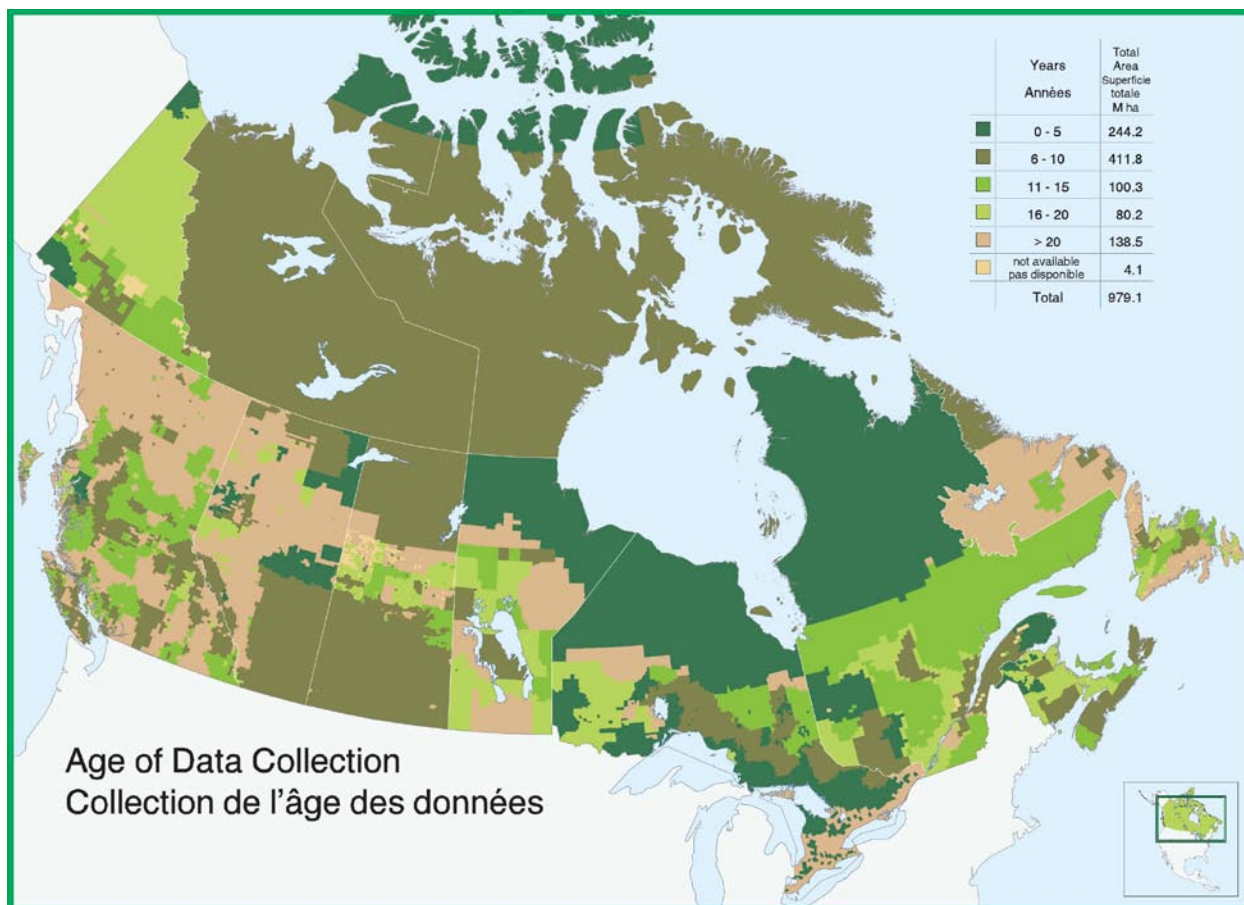 Years
Années
Total
Area
Superficie
totale
M ha
0 - 5 244.2
6 - 10 411.8
11 - 15 100.3
16 - 20 80.2
> 20 138.5
not available
pas disponible 4.1
Total 979.1
Age of Data Collection
Collection de l'âge des données